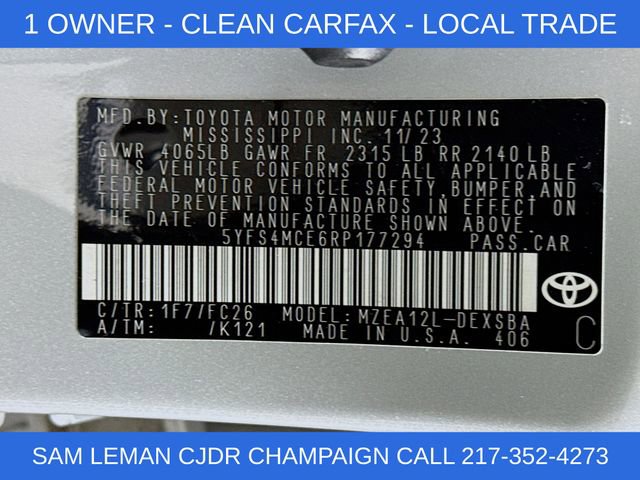 1 OWNER - CLEAN CARFAX - LOCAL TRADE
MFD.BY:TOYOTA MOTOR MANUFACTURING
MISSISSIPPI INC. 11/23
GVWR 4065LB GAWR FR 2315 LB RR 2140 LB
THIS VEHICLE CONFORMS TO ALL APPLICABLE
FEDERAL MOTOR VEHICLE SAFETY, BUMPER, AND
THEFT PREVENTION STANDARDS IN EFFECT ON
THE DATE OF MANUFACTURE SHOWN ABOVE.
5YFS4MCE6RP177294 PASS.CAR
C/TR: 1F7/FC26 MODEL: MZEA12L-DEXSBA
A/TM: /K121 MADE IN U.S.A. 406 C
SAM LEMAN CJDR CHAMPAIGN CALL 217-352-4273